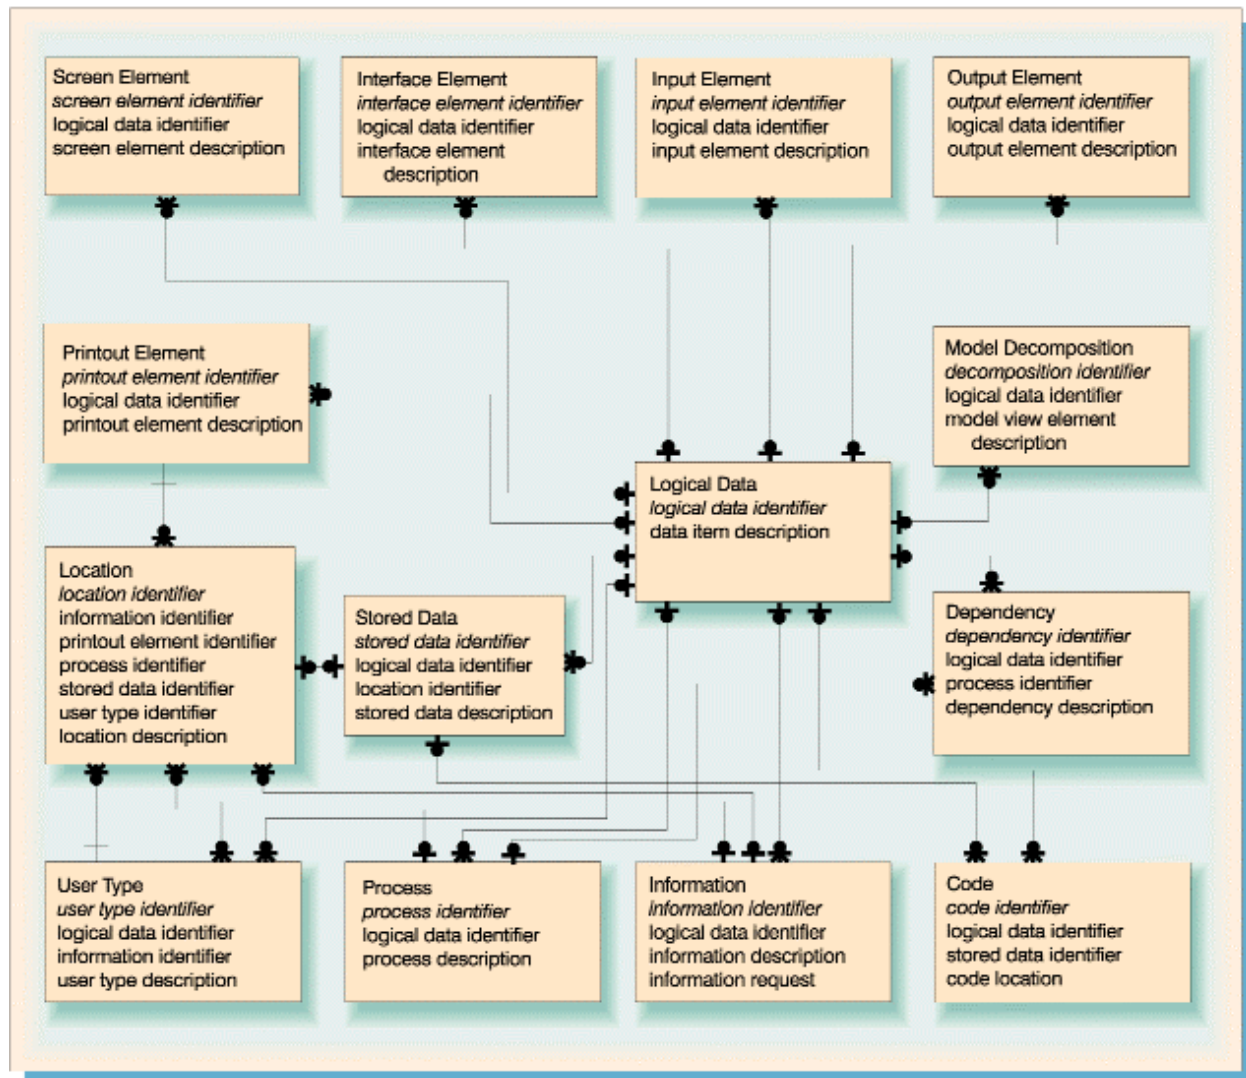 Screen Element
screen element identifier
logical data identifier
screen element description
Interface Element
interface element identifier
logical data identifier
interface element
description
Input Element
input element identifier
logical data identifier
input element description
Output Element
output element identifier
logical data identifier
output element description
Printout Element
printout element identifier
logical data identifier
printout element description
Logical Data
logical data identifier
data item description
Model Decomposition
decomposition identifier
logical data identifier
model view element
description
Location
location identifier
information identifier
printout element identifier
process identifier
stored data identifier
user type identifier
location description
Stored Data
stored data identifier
logical data identifier
location identifier
stored data description
Dependency
dependency identifier
logical data identifier
process identifier
dependency description
User Type
user type identifier
logical data identifier
information identifier
user type description
Process
process identifier
logical data identifier
process description
Information
information identifier
logical data identifier
information description
information request
Code
code identifier
logical data identifier
stored data identifier
code location